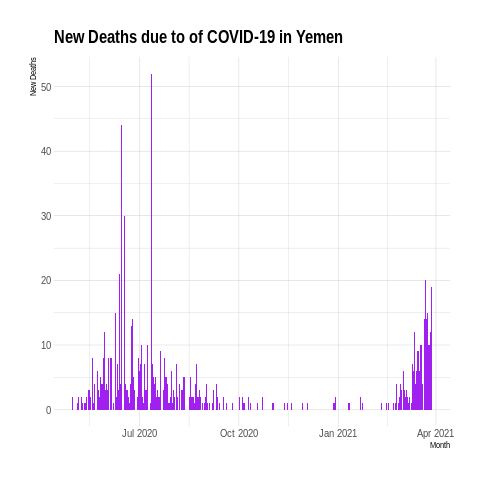 New Deaths due to of COVID-19 in Yemen
New Deaths
50
40
30
20
10
0
Jul 2020 Oct 2020 Jan 2021 Apr 2021
Month